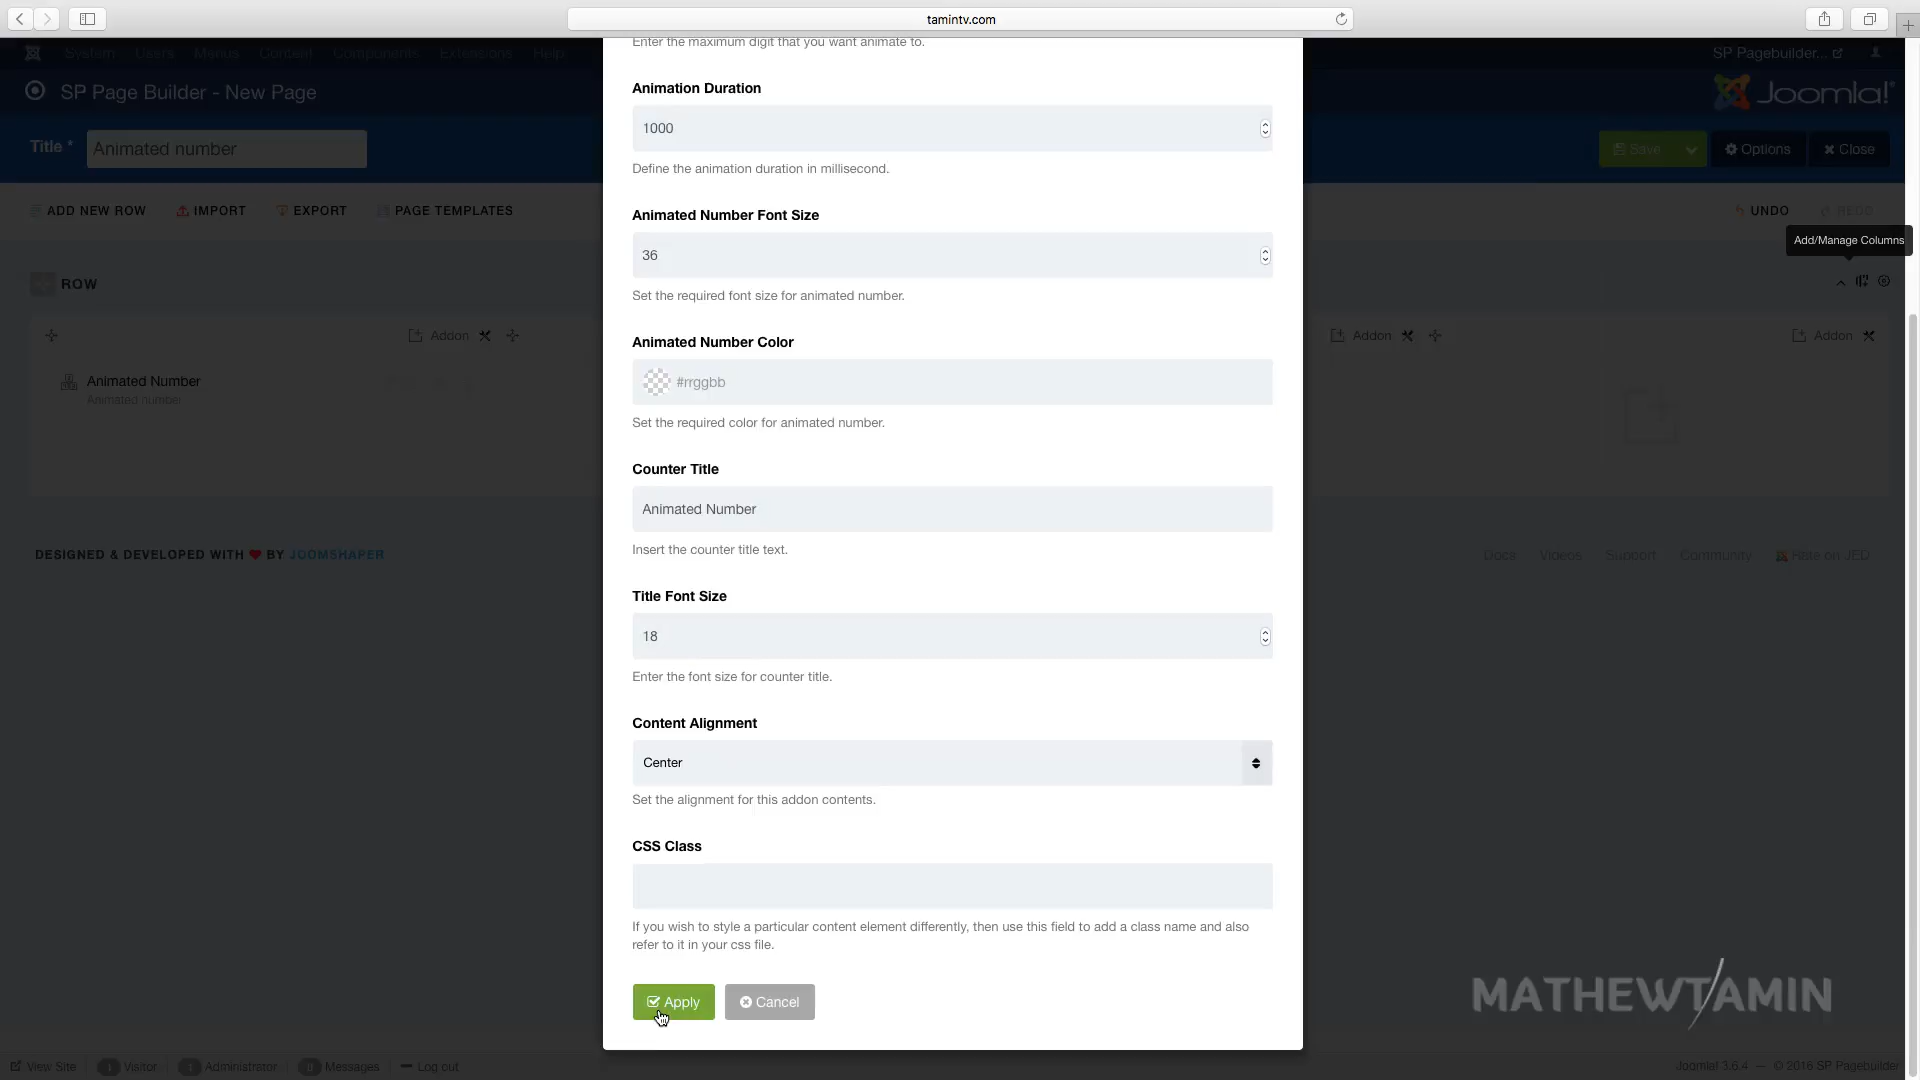 tamintv.com
System Users Menus Content Components Extensions Help
SP Pagebuilder...
SP Page Builder - New Page
Joomla!
Title *
Animated number
Save
Options
Close
ADD NEW ROW
IMPORT
EXPORT
PAGE TEMPLATES
UNDO
REDO
Add/Manage Columns
ROW
Addon
Addon
Addon
Animated Number
Animated number
DESIGNED & DEVELOPED WITH BY JOOMSHAPER
Docs Videos Support Community Rate on JED
Enter the maximum digit that you want animate to.
Animation Duration
1000
Define the animation duration in millisecond.
Animated Number Font Size
36
Set the required font size for animated number.
Animated Number Color
#rrggbb
Set the required color for animated number.
Counter Title
Animated Number
Insert the counter title text.
Title Font Size
18
Enter the font size for counter title.
Content Alignment
Center
Set the alignment for this addon contents.
CSS Class
If you wish to style a particular content element differently, then use this field to add a class name and also
refer to it in your css file.
Apply
Cancel
MATHEWTAMIN
View Site
Visitor
Administrator
Messages
Log out
Joomla! 3.6.4 — © 2016 SP Pagebuilder